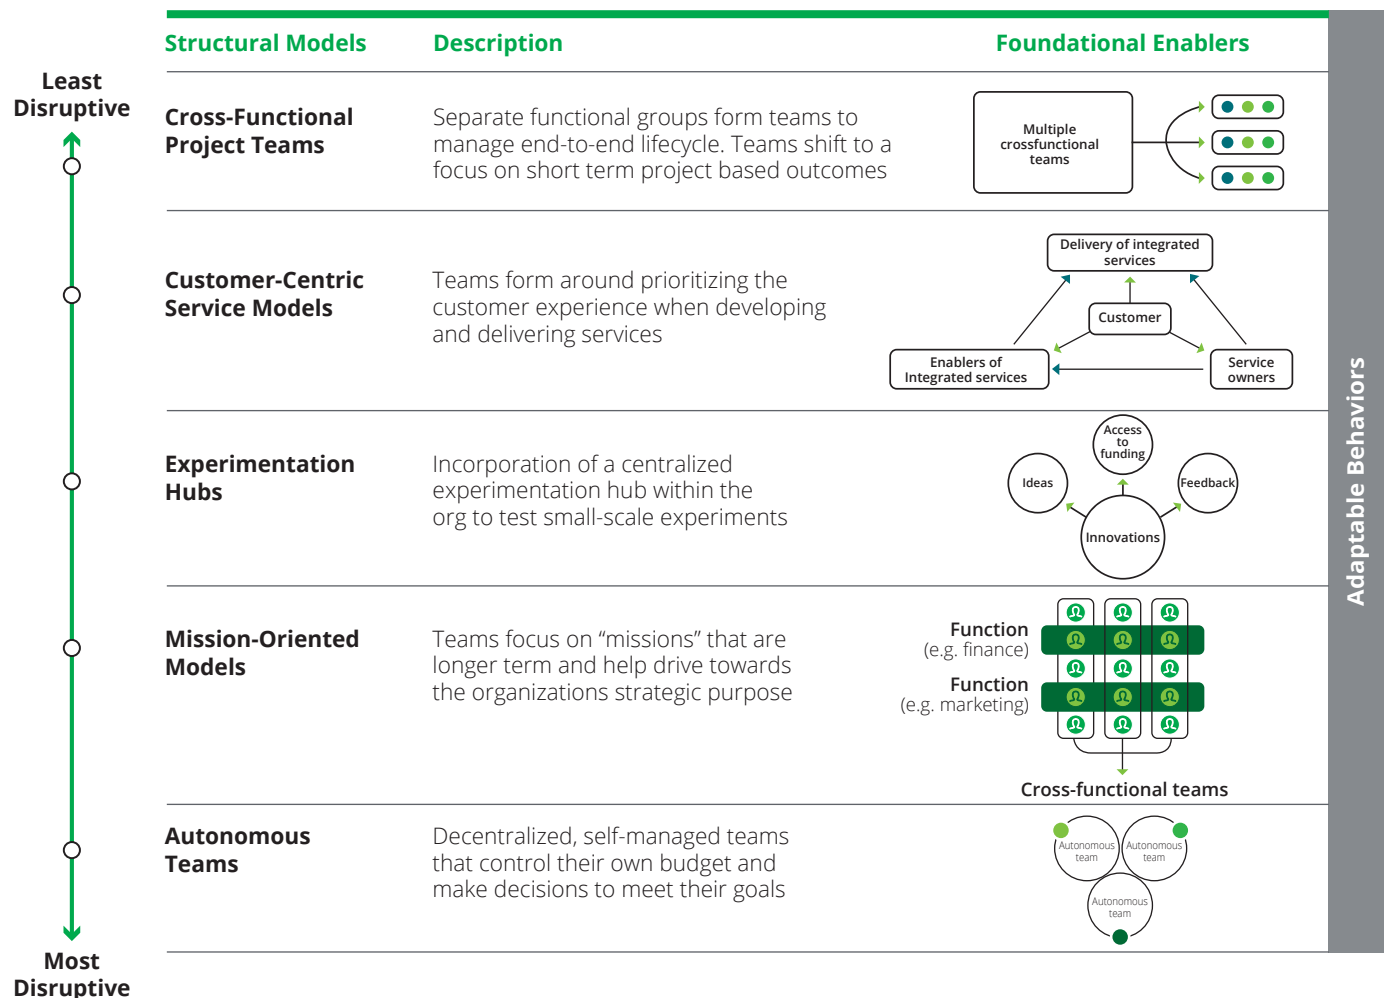 Structural Models
Description
Foundational Enablers
Least
Disruptive
Cross-Functional
Project Teams
Separate functional groups form teams to
manage end-to-end lifecycle. Teams shift to a
focus on short term project based outcomes
Multiple
crossfunctional
teams
Customer-Centric
Service Models
Teams form around prioritizing the
customer experience when developing
and delivering services
Delivery of integrated
services
Customer
Enablers of
Integrated services
Service
owners
Experimentation
Hubs
Incorporation of a centralized
experimentation hub within the
org to test small-scale experiments
Access
to
funding
Ideas
Feedback
Innovations
Mission-Oriented
Models
Teams focus on “missions” that are
longer term and help drive towards
the organizations strategic purpose
Function
(e.g. finance)
Function
(e.g. marketing)
Cross-functional teams
Autonomous
Teams
Decentralized, self-managed teams
that control their own budget and
make decisions to meet their goals
Autonomous
team
Autonomous
team
Autonomous
team
Most
Disruptive
Adaptable Behaviors